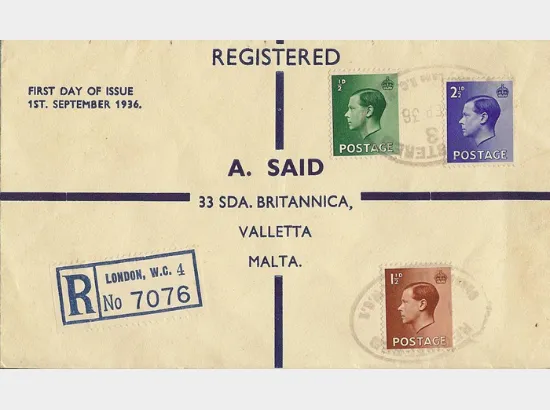 REGISTERED
FIRST DAY OF ISSUE
1ST. SEPTEMBER 1936.
½D
POSTAGE
2½D
POSTAGE
A. SAID
33 SDA. BRITANNICA,
VALLETTA
MALTA.
R
LONDON, W.C. 4
No 7076
1½D
POSTAGE